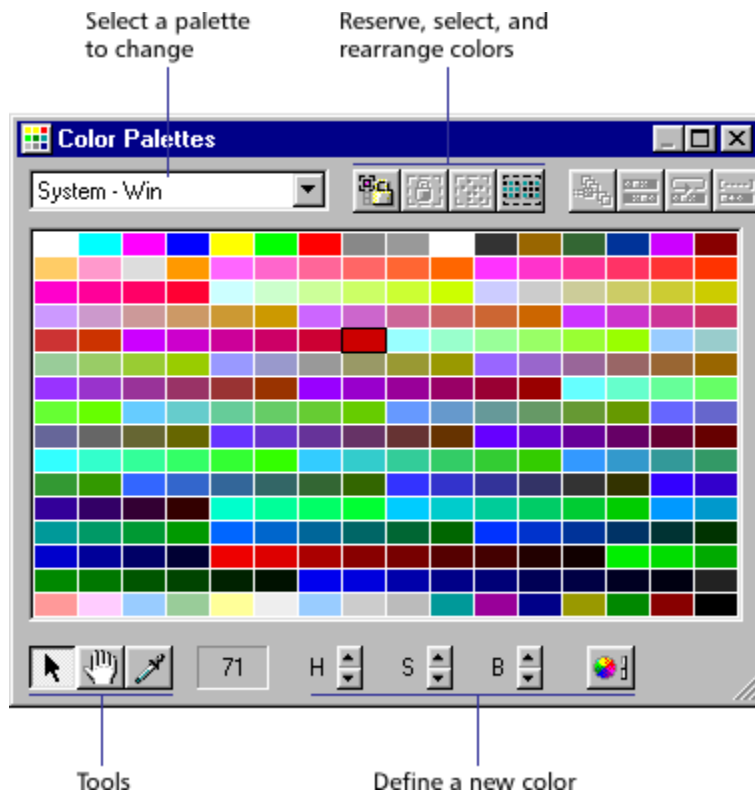 Select a palette
to change
Reserve, select, and
rearrange colors
Color Palettes
System - Win
71
H
S
B
Tools
Define a new color